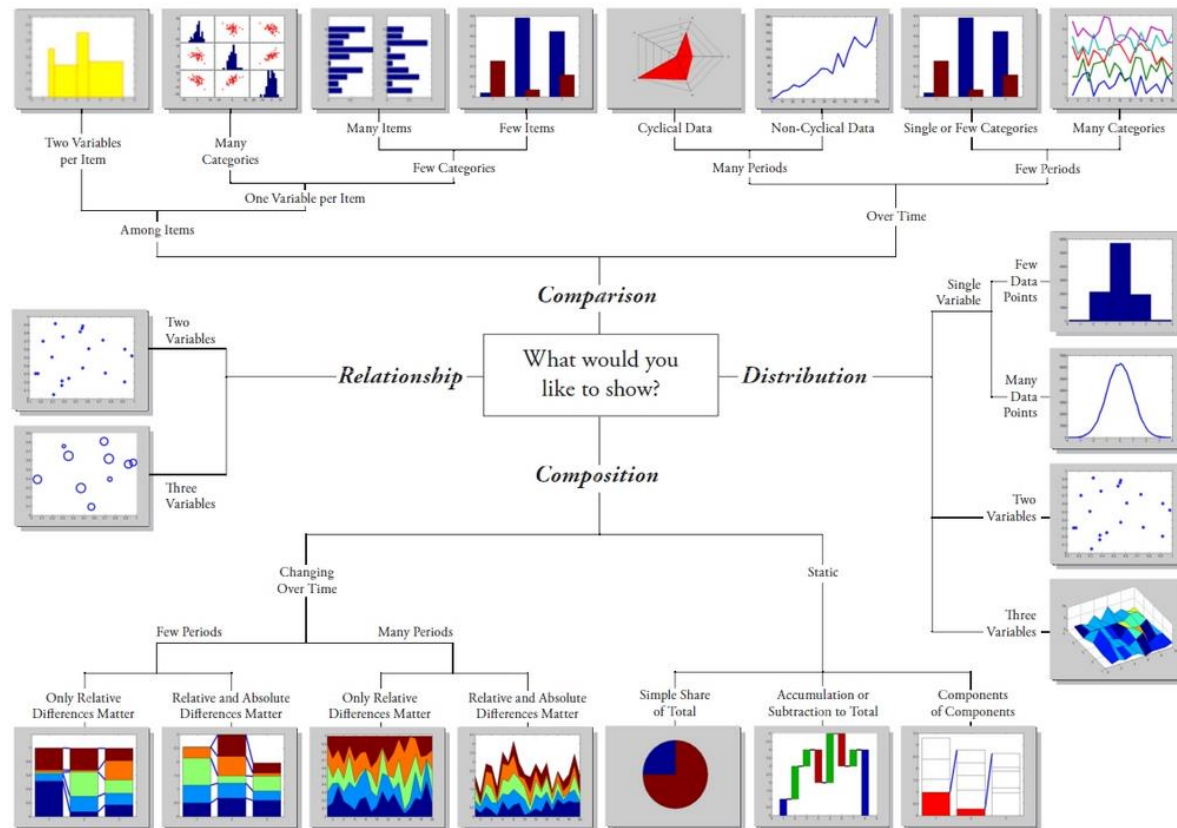 Two Variables
per Item
Many
Categories
Many Items
Few Items
Cyclical Data
Non-Cyclical Data
Single or Few Categories
Many Categories
Few Categories
Many Periods
Few Periods
One Variable per Item
Among Items
Over Time
Comparison
What would you
like to show?
Relationship
Two
Variables
Three
Variables
Distribution
Single
Variable
Few
Data
Points
Many
Data
Points
Two
Variables
Three
Variables
Composition
Changing
Over Time
Static
Few Periods
Many Periods
Only Relative
Differences Matter
Relative and Absolute
Differences Matter
Only Relative
Differences Matter
Relative and Absolute
Differences Matter
Simple Share
of Total
Accumulation or
Subtraction to Total
Components
of Components